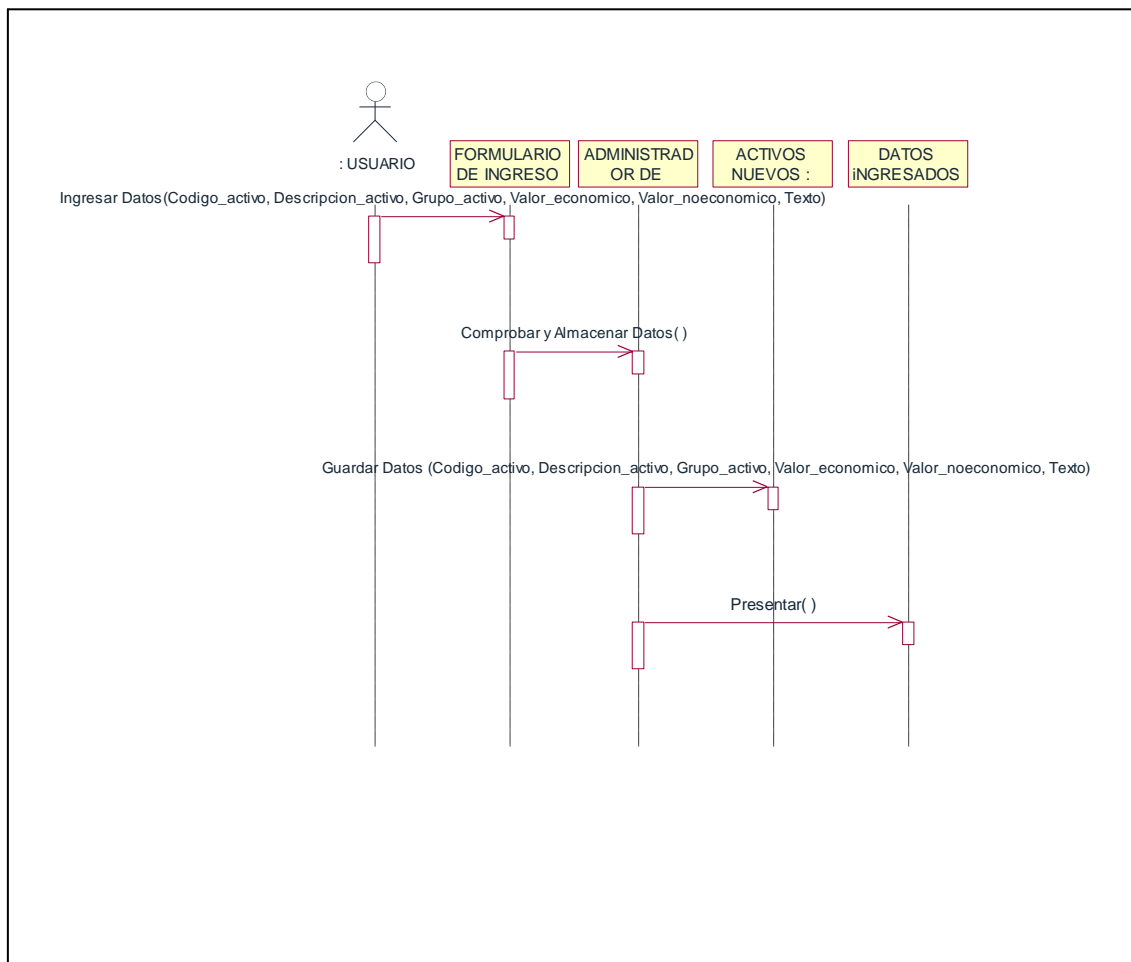 : USUARIO
FORMULARIO
DE INGRESO
ADMINISTRAD
OR DE
ACTIVOS
NUEVOS :
DATOS
iNGRESADOS
Ingresar Datos(Codigo_activo, Descripcion_activo, Grupo_activo, Valor_economico, Valor_noeconomico, Texto)
Comprobar y Almacenar Datos( )
Guardar Datos (Codigo_activo, Descripcion_activo, Grupo_activo, Valor_economico, Valor_noeconomico, Texto)
Presentar( )